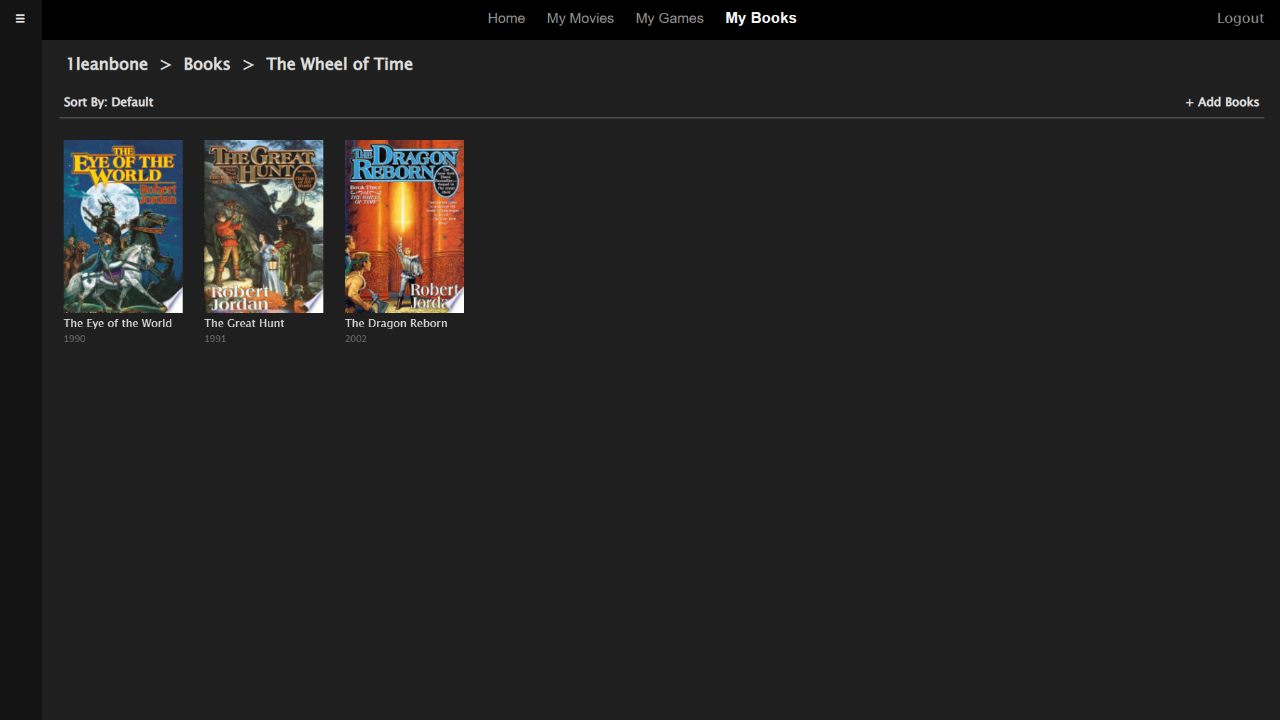 ☰
Home My Movies My Games My Books Logout
1leanbone > Books > The Wheel of Time
Sort By: Default + Add Books
THE
EYE OF THE
WORLD
Robert
Jordan
THE GREAT
HUNT
Robert
Jordan
THE DRAGON
REBORN
Book Three
of
THE WHEEL
OF TIME
Robert
Jordan
The Eye of the World
1990
The Great Hunt
1991
The Dragon Reborn
2002